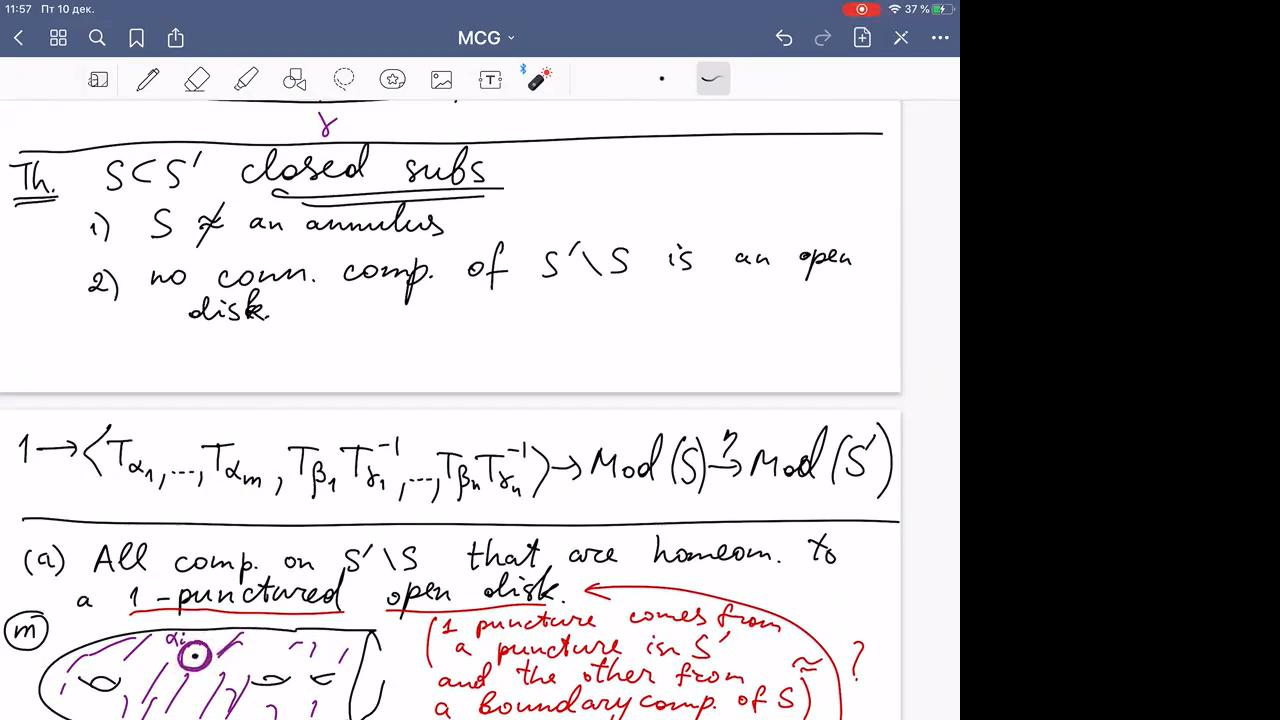 11:57 Пт 10 дек. 37 %
MCG
γ
Th. S ⊂ S' closed subs
1) S ≄ an annulus
2) no conn. comp. of S' \ S is an open
disk.
1 → ⟨T_{α_1}, ..., T_{α_m}, T_{β_1} T_{γ_1}^{-1}, ..., T_{β_n} T_{γ_n}^{-1}⟩ → Mod(S) →^η Mod(S')
(a) All comp. on S' \ S that are homeom. to
a 1-punctured open disk.
(m)
α_i
(1 puncture comes from
a puncture in S'
and the other from
a boundary comp. of S)
≈ ?